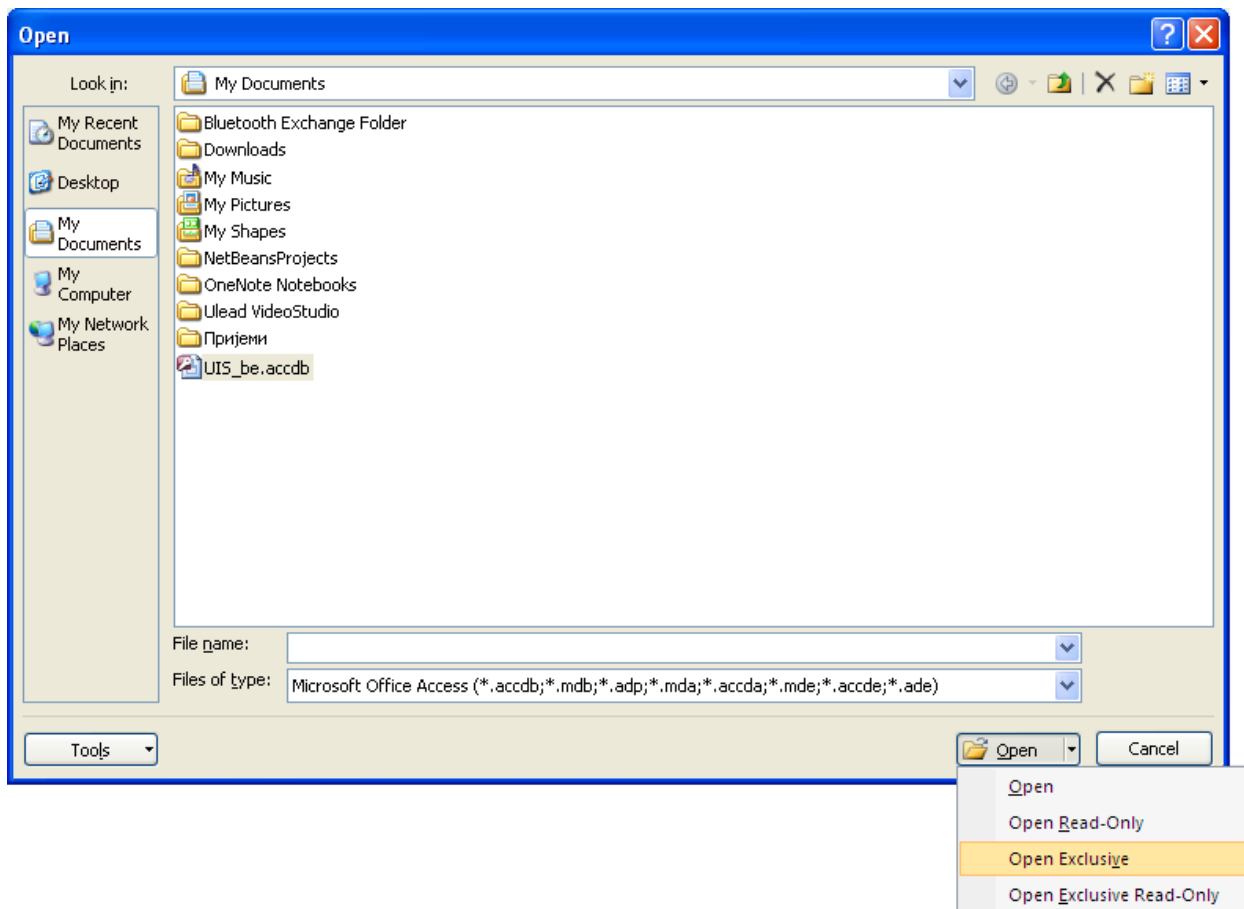 Open
Look in:
My Documents
My Recent
Documents
Desktop
My
Documents
My
Computer
My Network
Places
Bluetooth Exchange Folder
Downloads
My Music
My Pictures
My Shapes
NetBeansProjects
OneNote Notebooks
Ulead VideoStudio
Пријеми
UIS_be.accdb
File name:
Files of type:
Microsoft Office Access (*.accdb;*.mdb;*.adp;*.mda;*.accda;*.mde;*.accde;*.ade)
Tools
Open
Cancel
Open
Open Read-Only
Open Exclusive
Open Exclusive Read-Only